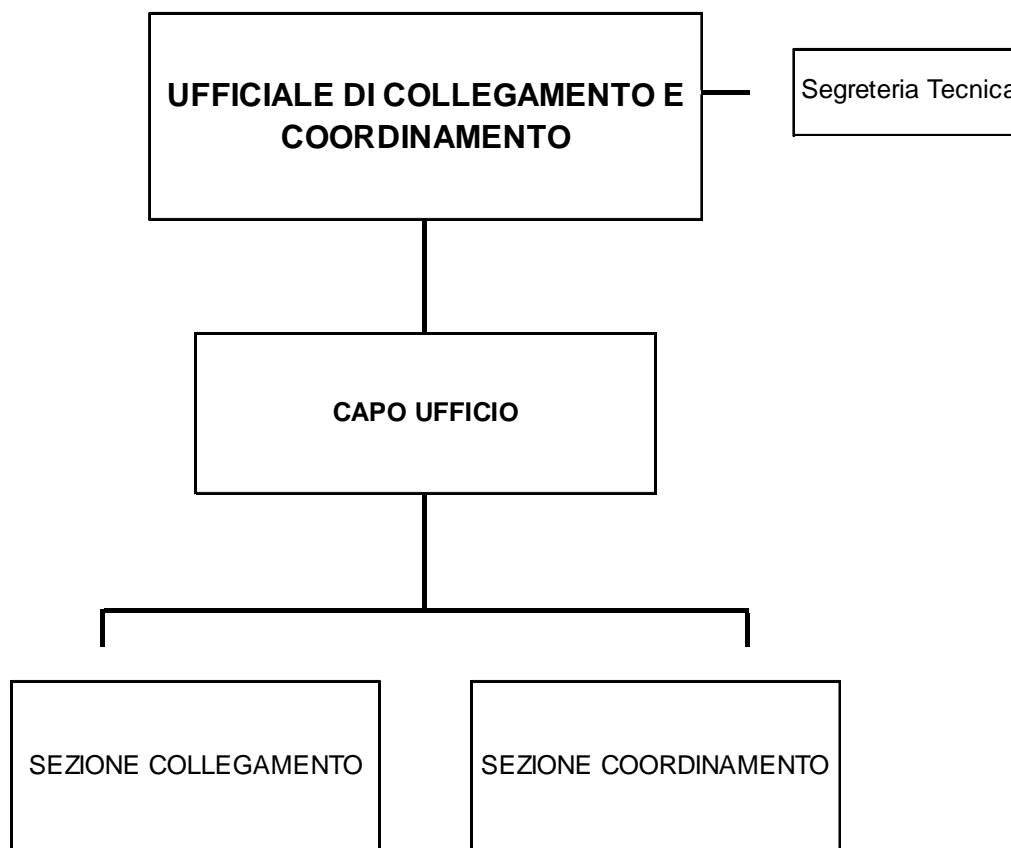 UFFICIALE DI COLLEGAMENTO E
COORDINAMENTO
Segreteria Tecnica
CAPO UFFICIO
SEZIONE COLLEGAMENTO
SEZIONE COORDINAMENTO